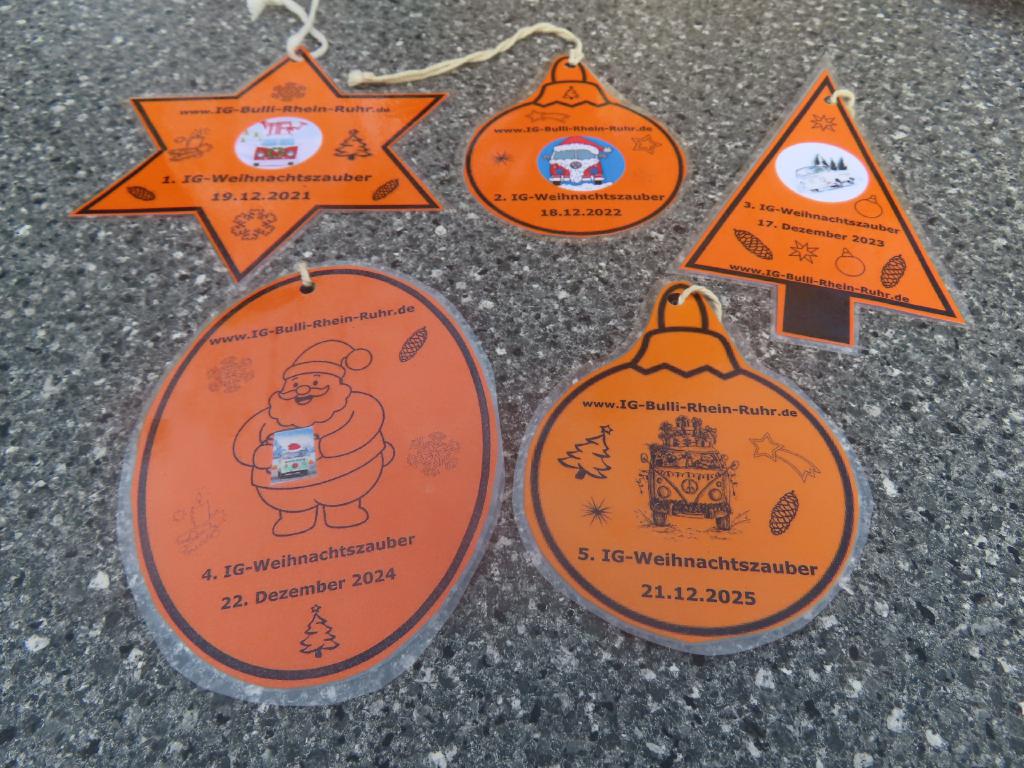 www.IG-Bulli-Rhein-Ruhr.de
1. IG-Weihnachtszauber
19.12.2021
www.IG-Bulli-Rhein-Ruhr.de
2. IG-Weihnachtszauber
18.12.2022
3. IG-Weihnachtszauber
17. Dezember 2023
www.IG-Bulli-Rhein-Ruhr.de
www.IG-Bulli-Rhein-Ruhr.de
4. IG-Weihnachtszauber
22. Dezember 2024
www.IG-Bulli-Rhein-Ruhr.de
5. IG-Weihnachtszauber
21.12.2025